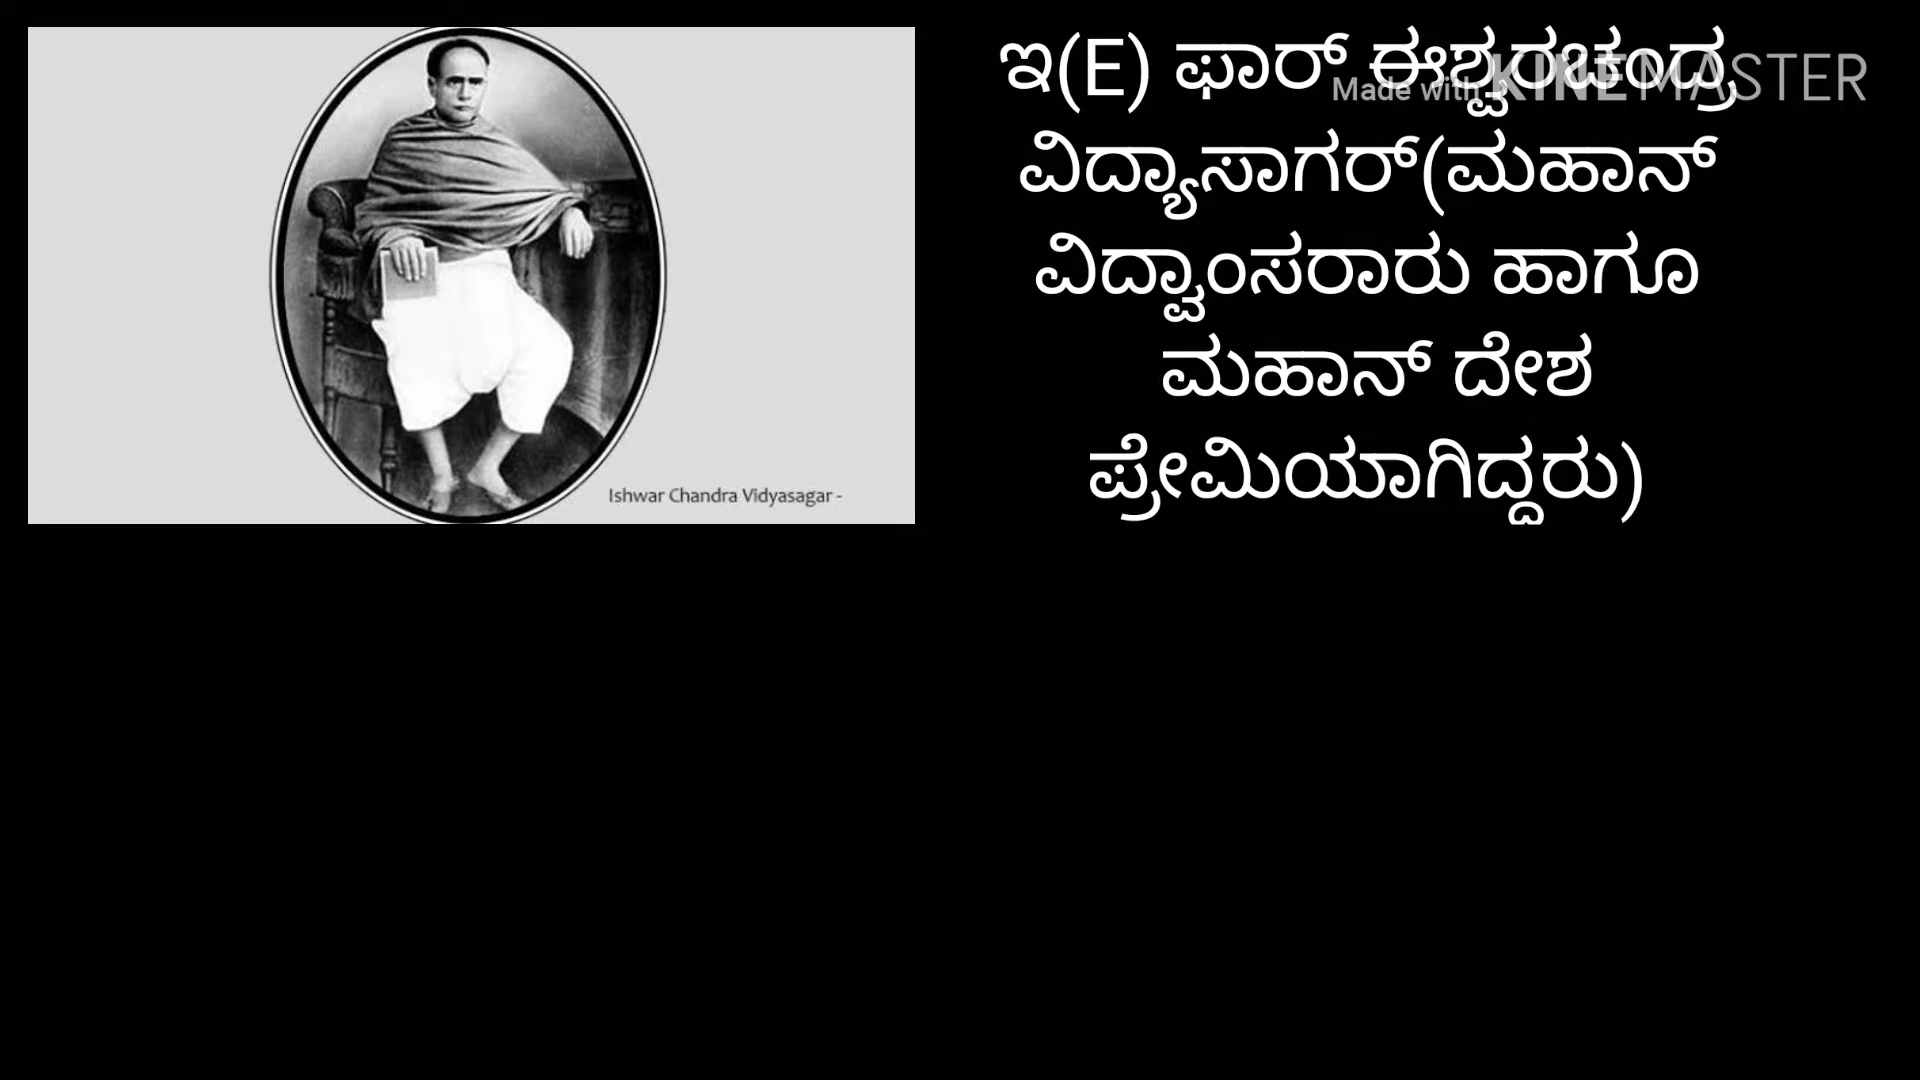 ಇ(E) ಫಾರ್ ಈಶ್ವರಚಂದ್ರ
Made with KINEMASTER
ವಿದ್ಯಾಸಾಗರ್(ಮಹಾನ್
ವಿದ್ವಾಂಸರಾರು ಹಾಗೂ
ಮಹಾನ್ ದೇಶ
ಪ್ರೇಮಿಯಾಗಿದ್ದರು)
Ishwar Chandra Vidyasagar -